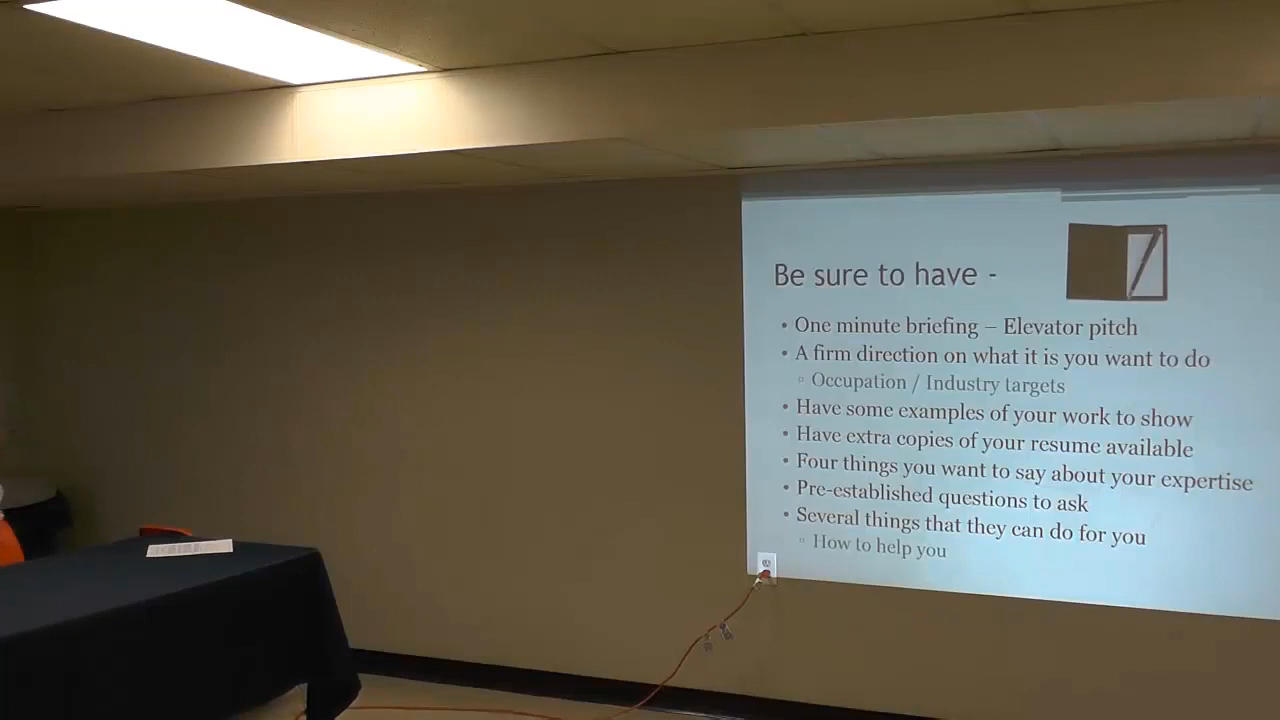 Be sure to have -
• One minute briefing – Elevator pitch
• A firm direction on what it is you want to do
▫ Occupation / Industry targets
• Have some examples of your work to show
• Have extra copies of your resume available
• Four things you want to say about your expertise
• Pre-established questions to ask
• Several things that they can do for you
▫ How to help you